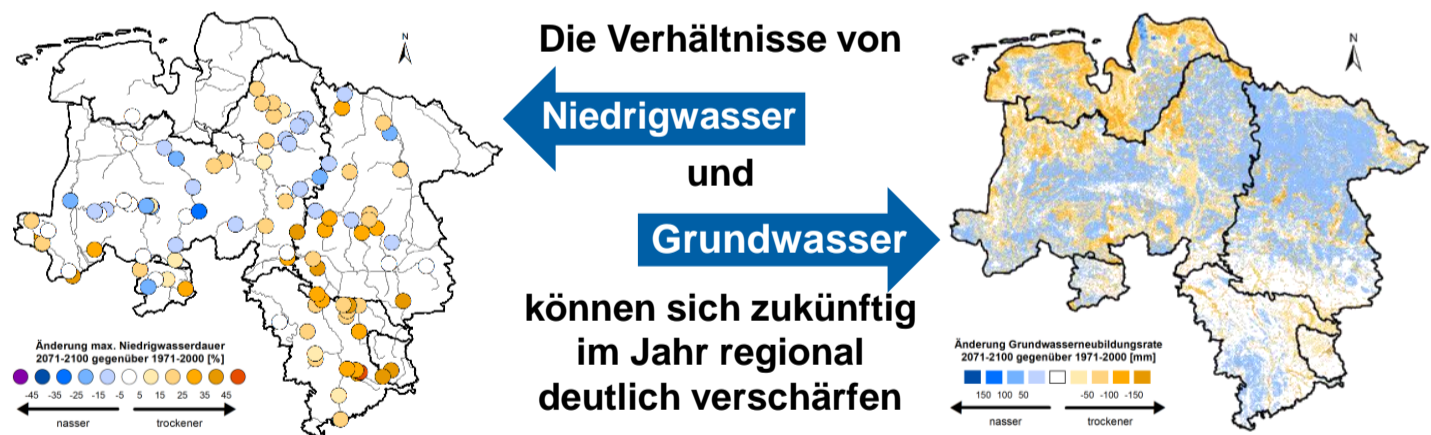 N
Änderung max. Niedrigwasserdauer
2071-2100 gegenüber 1971-2000 [%]
-45 -35 -25 -15 -5 5 15 25 35 45
nasser trockener
Die Verhältnisse von
Niedrigwasser
und
Grundwasser
können sich zukünftig
im Jahr regional
deutlich verschärfen
N
Änderung Grundwasserneubildungsrate
2071-2100 gegenüber 1971-2000 [mm]
150 100 50 -50 -100 -150
nasser trockener